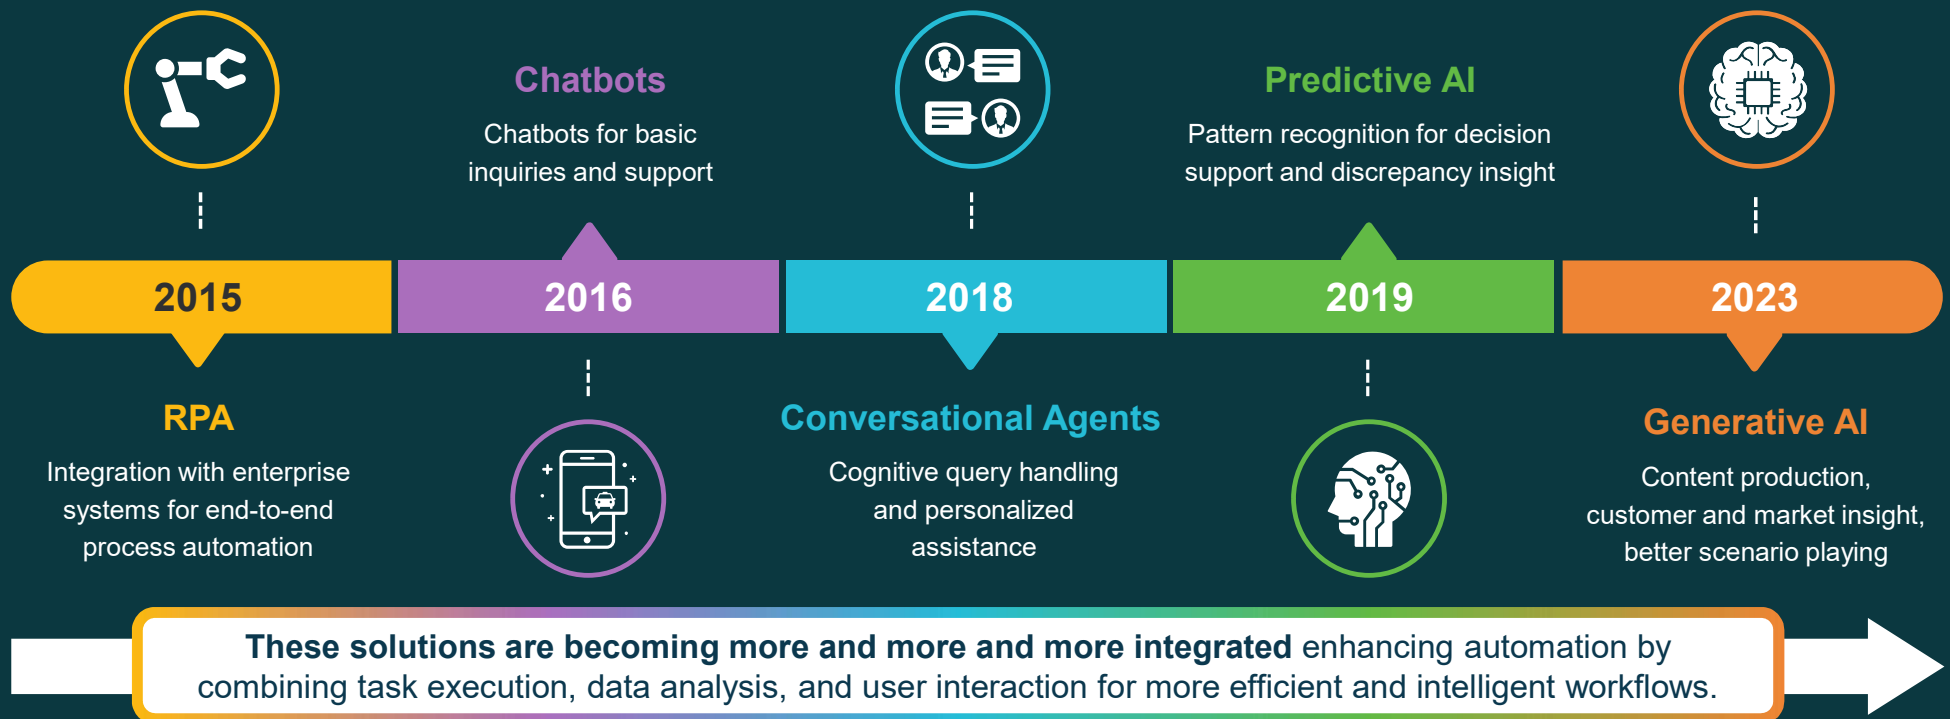 Chatbots
Chatbots for basic
inquiries and support
Predictive AI
Pattern recognition for decision
support and discrepancy insight
2015
2016
2018
2019
2023
RPA
Integration with enterprise
systems for end-to-end
process automation
Conversational Agents
Cognitive query handling
and personalized
assistance
Generative AI
Content production,
customer and market insight,
better scenario playing
These solutions are becoming more and more and more integrated enhancing automation by
combining task execution, data analysis, and user interaction for more efficient and intelligent workflows.